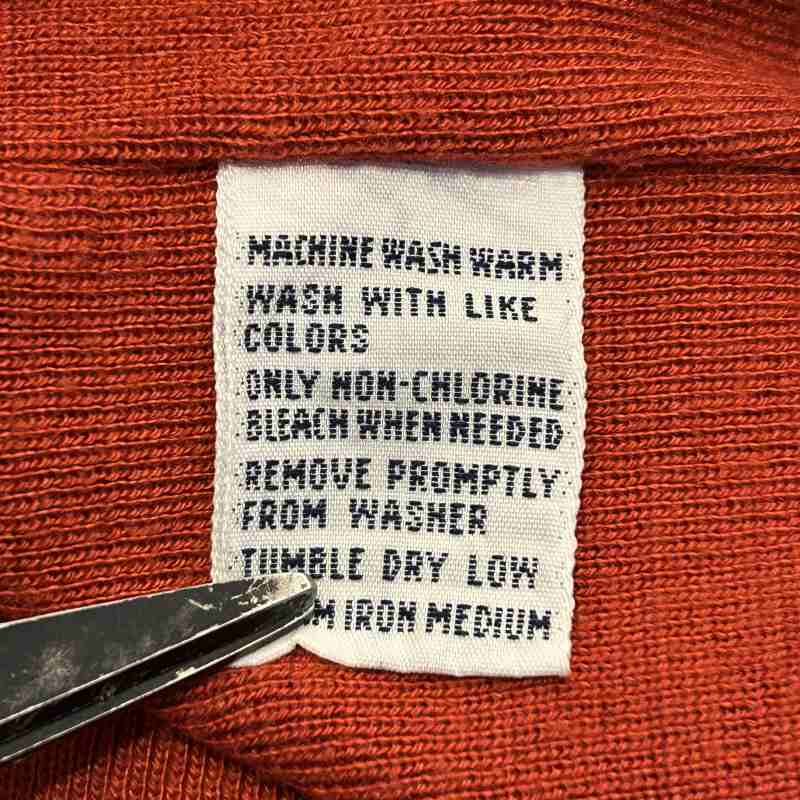 MACHINE WASH WARM
WASH WITH LIKE
COLORS
ONLY NON-CHLORINE
BLEACH WHEN NEEDED
REMOVE PROMPTLY
FROM WASHER
TUMBLE DRY LOW
IRON MEDIUM